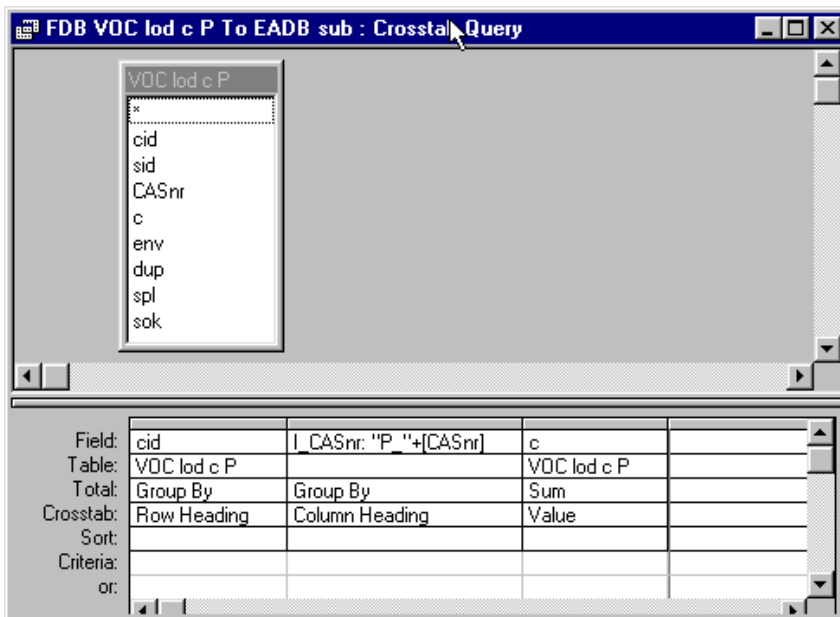 FDB VOC lod c P To EADB sub : Crosstab Query
VOC lod c P
*
cid
sid
CASnr
c
env
dup
spl
sok
Field: cid I_CASnr: "P_"+[CASnr] c
Table: VOC lod c P VOC lod c P
Total: Group By Group By Sum
Crosstab: Row Heading Column Heading Value
Sort:
Criteria:
or: